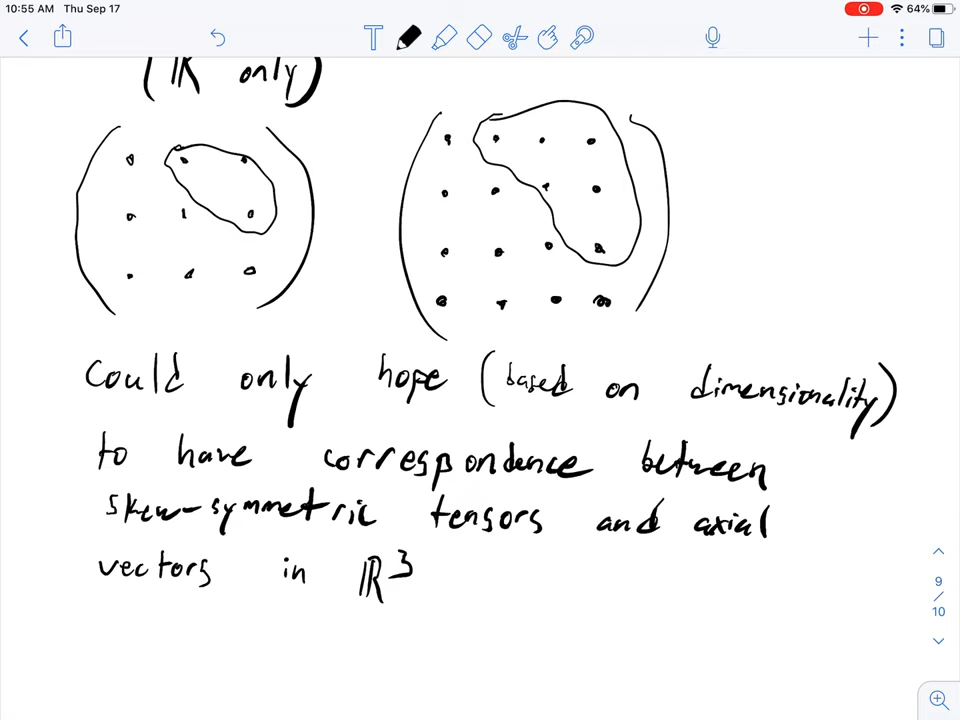 10:55 AM Thu Sep 17
64%
T
(ℝ only)
Could only hope (based on dimensionality)
to have correspondence between
skew-symmetric tensors and axial
vectors in ℝ³
9
/
10